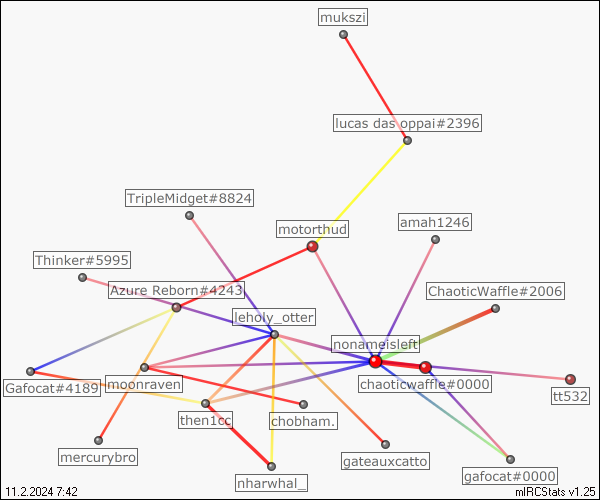 mukszi
lucas das oppai#2396
TripleMidget#8824
motorthud
amah1246
Thinker#5995
Azure Reborn#4243
ChaoticWaffle#2006
leholy_otter
nonameisleft
Gafocat#4189
moonraven
chaoticwaffle#0000
tt532
then1cc
chobham.
mercurybro
gateauxcatto
gafocat#0000
nharwhal_
11.2.2024 7:42
mIRCStats v1.25